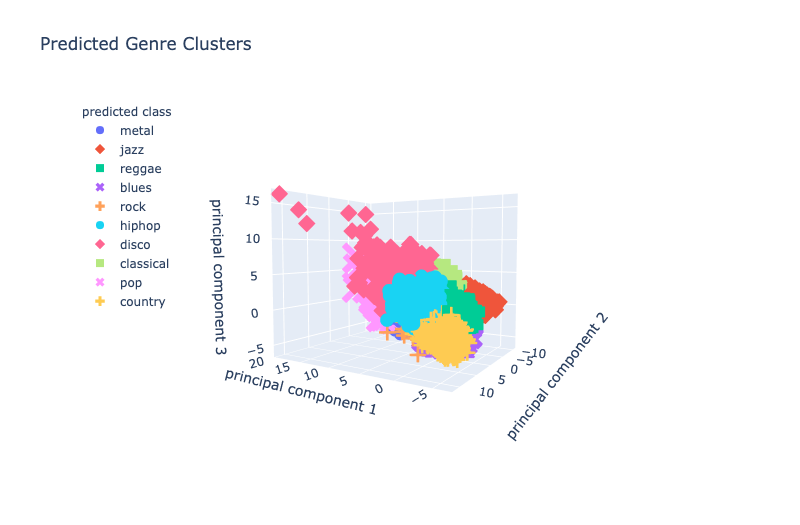 Predicted Genre Clusters
predicted class
metal
jazz
reggae
blues
rock
hiphop
disco
classical
pop
country
15
10
5
0
−5
principal component 3
20
15
10
5
0
−5
principal component 1
−10
−5
0
5
10
principal component 2